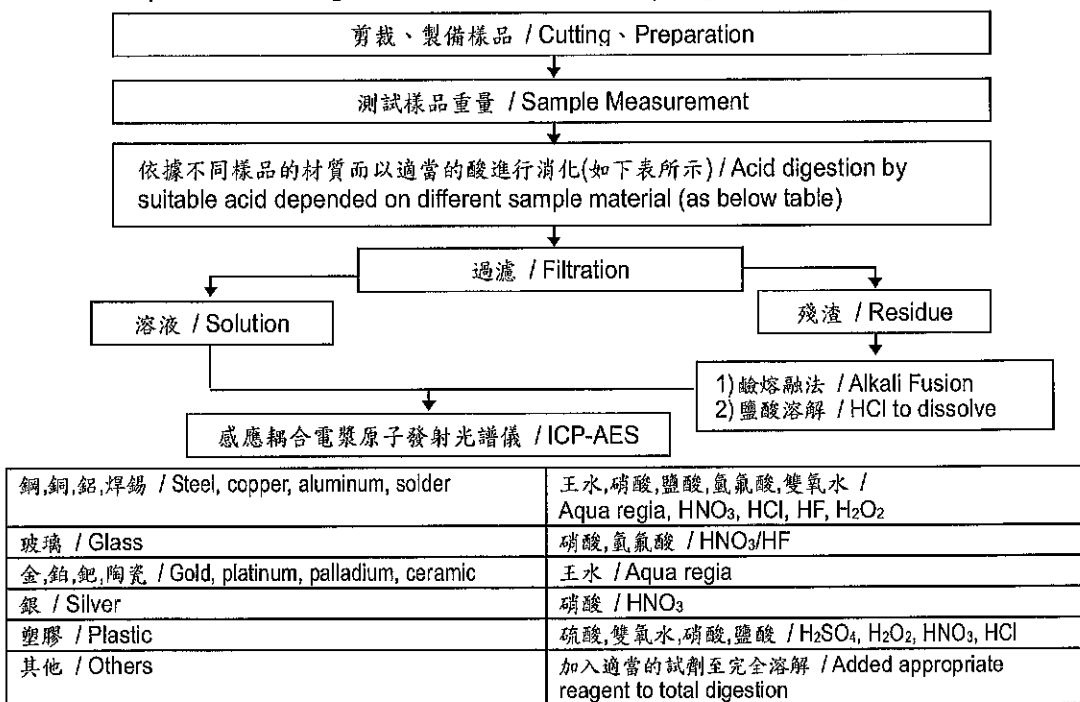 剪裁、製備樣品 / Cutting、Preparation
測試樣品重量 / Sample Measurement
依據不同樣品的材質而以適當的酸進行消化(如下表所示) / Acid digestion by
suitable acid depended on different sample material (as below table)
過濾 / Filtration
溶液 / Solution
殘渣 / Residue
1)鹼熔融法 / Alkali Fusion
2)鹽酸溶解 / HCl to dissolve
感應耦合電漿原子發射光譜儀 / ICP-AES
鋼,銅,鋁,焊錫 / Steel, copper, aluminum, solder
王水,硝酸,鹽酸,氫氟酸,雙氧水 /
Aqua regia, HNO₃, HCl, HF, H₂O₂
玻璃 / Glass
硝酸,氫氟酸 / HNO₃/HF
金,鉑,鈀,陶瓷 / Gold, platinum, palladium, ceramic
王水 / Aqua regia
銀 / Silver
硝酸 / HNO₃
塑膠 / Plastic
硫酸,雙氧水,硝酸,鹽酸 / H₂SO₄, H₂O₂, HNO₃, HCl
其他 / Others
加入適當的試劑至完全溶解 / Added appropriate
reagent to total digestion